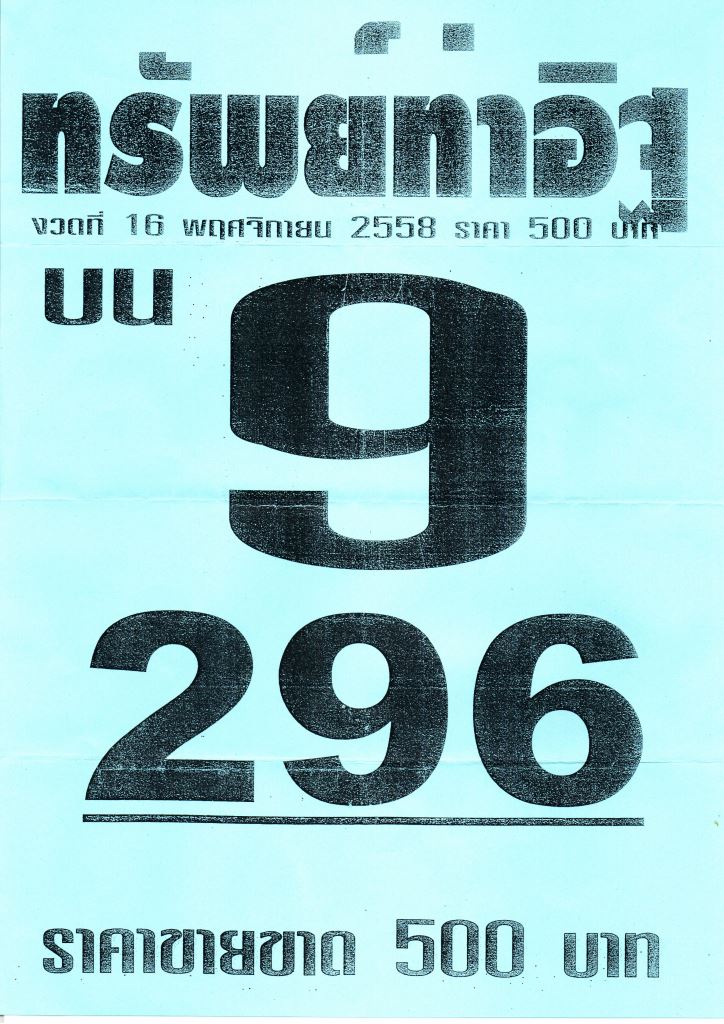 ทรัพย์ท่าอิฐ
งวดที่ 16 พฤศจิกายน 2558 ราคา 500 บาท
บน
9
296
ราคาขายขาด 500 บาท